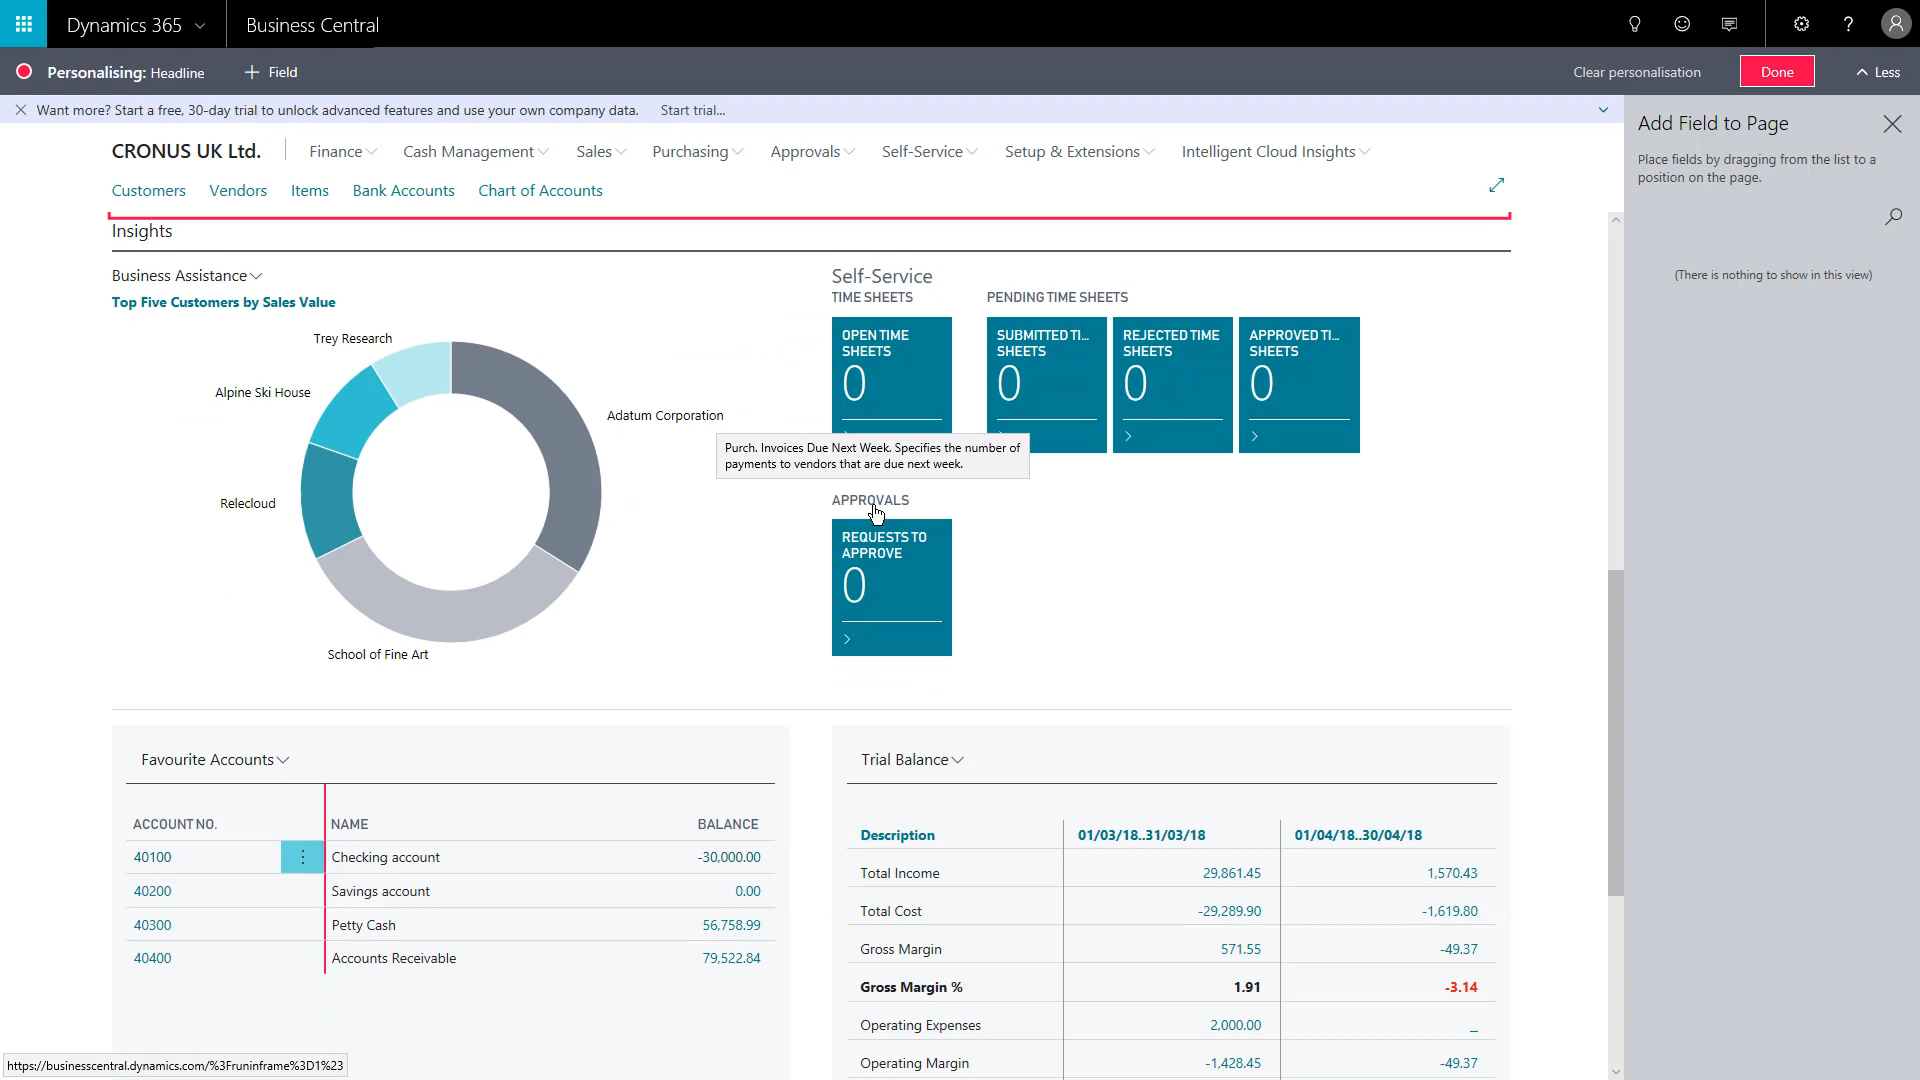 Dynamics 365
Business Central
Personalising: Headline
Field
Clear personalisation
Done
Less
Want more? Start a free, 30-day trial to unlock advanced features and use your own company data.
Start trial...
Add Field to Page
Place fields by dragging from the list to a
position on the page.
(There is nothing to show in this view)
CRONUS UK Ltd.
Finance
Cash Management
Sales
Purchasing
Approvals
Self-Service
Setup & Extensions
Intelligent Cloud Insights
Customers
Vendors
Items
Bank Accounts
Chart of Accounts
Insights
Business Assistance
Top Five Customers by Sales Value
Trey Research
Alpine Ski House
Adatum Corporation
Relecloud
School of Fine Art
Self-Service
TIME SHEETS
PENDING TIME SHEETS
OPEN TIME
SHEETS
0
SUBMITTED TI...
SHEETS
0
REJECTED TIME
SHEETS
0
APPROVED TI...
SHEETS
0
Purch. Invoices Due Next Week. Specifies the number of
payments to vendors that are due next week.
APPROVALS
REQUESTS TO
APPROVE
0
Favourite Accounts
ACCOUNT NO. NAME BALANCE
40100 Checking account -30,000.00
40200 Savings account 0.00
40300 Petty Cash 56,758.99
40400 Accounts Receivable 79,522.84
Trial Balance
Description 01/03/18..31/03/18 01/04/18..30/04/18
Total Income 29,861.45 1,570.43
Total Cost -29,289.90 -1,619.80
Gross Margin 571.55 -49.37
Gross Margin % 1.91 -3.14
Operating Expenses 2,000.00 _
Operating Margin -1,428.45 -49.37
https://businesscentral.dynamics.com/%3Fruninframe%3D1%23